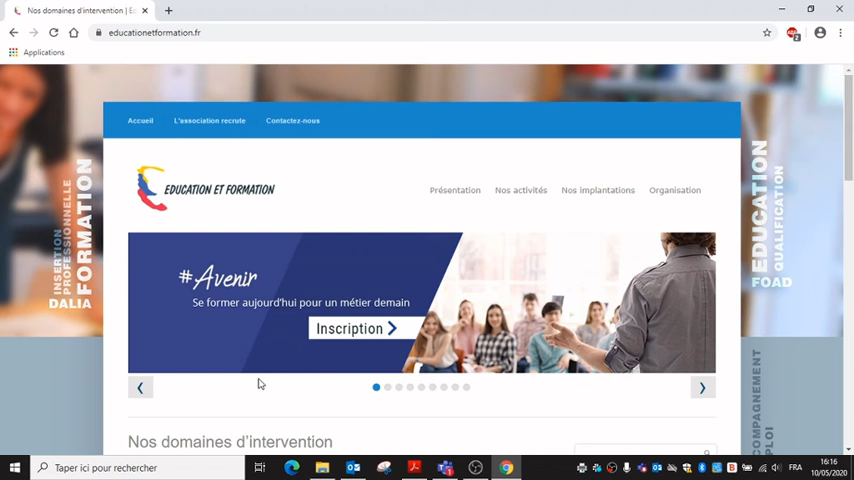 Nos domaines d'intervention | Ed
educationetformation.fr
Applications
Accueil
L'association recrute
Contactez-nous
EDUCATION ET FORMATION
Présentation
Nos activités
Nos implantations
Organisation
INSERTION
PROFESSIONNELLE
FORMATION
DALIA
EDUCATION
QUALIFICATION
FOAD
#Avenir
Se former aujourd'hui pour un métier demain
Inscription
COMPAGNEMENT
PLOI
Nos domaines d'intervention
Taper ici pour rechercher
FRA
16:16
10/05/2020